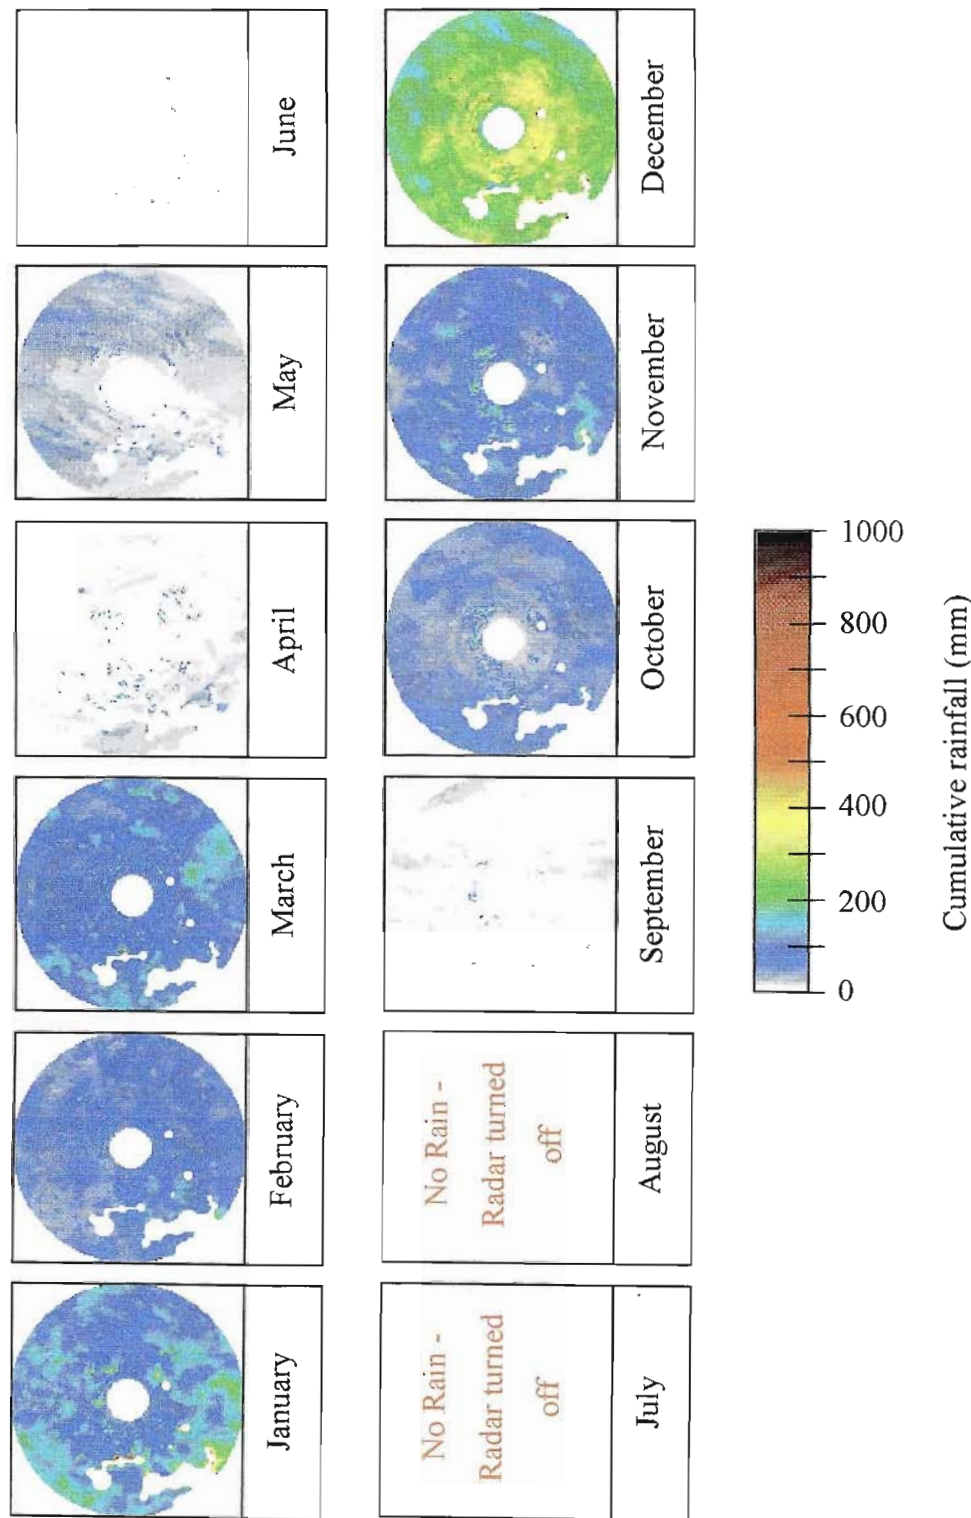 January
February
March
April
May
June
No Rain -
Radar turned
off
July
No Rain -
Radar turned
off
August
September
October
November
December
0
200
400
600
800
1000
Cumulative rainfall (mm)